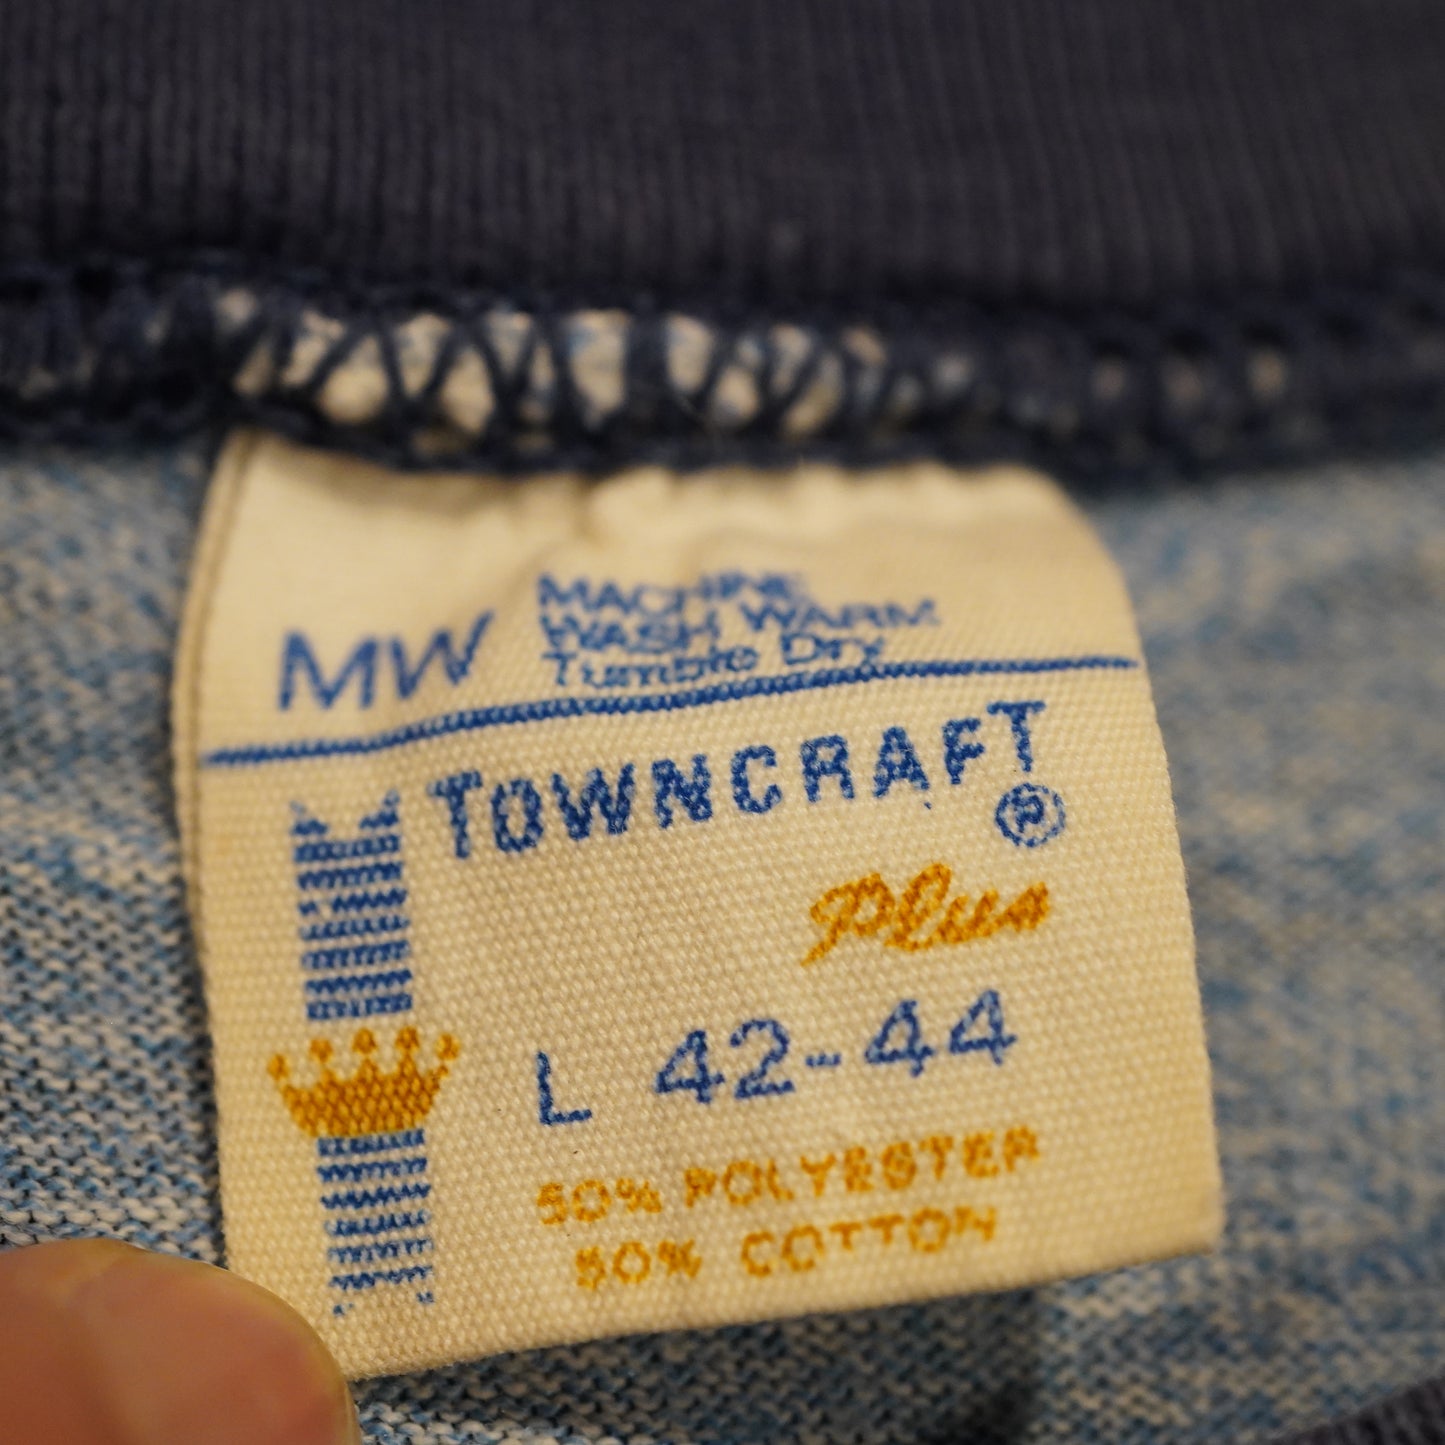 MW
MACHINE
WASH WARM
Tumble Dry
TOWNCRAFT®
Plus
L 42-44
50% POLYESTER
50% COTTON